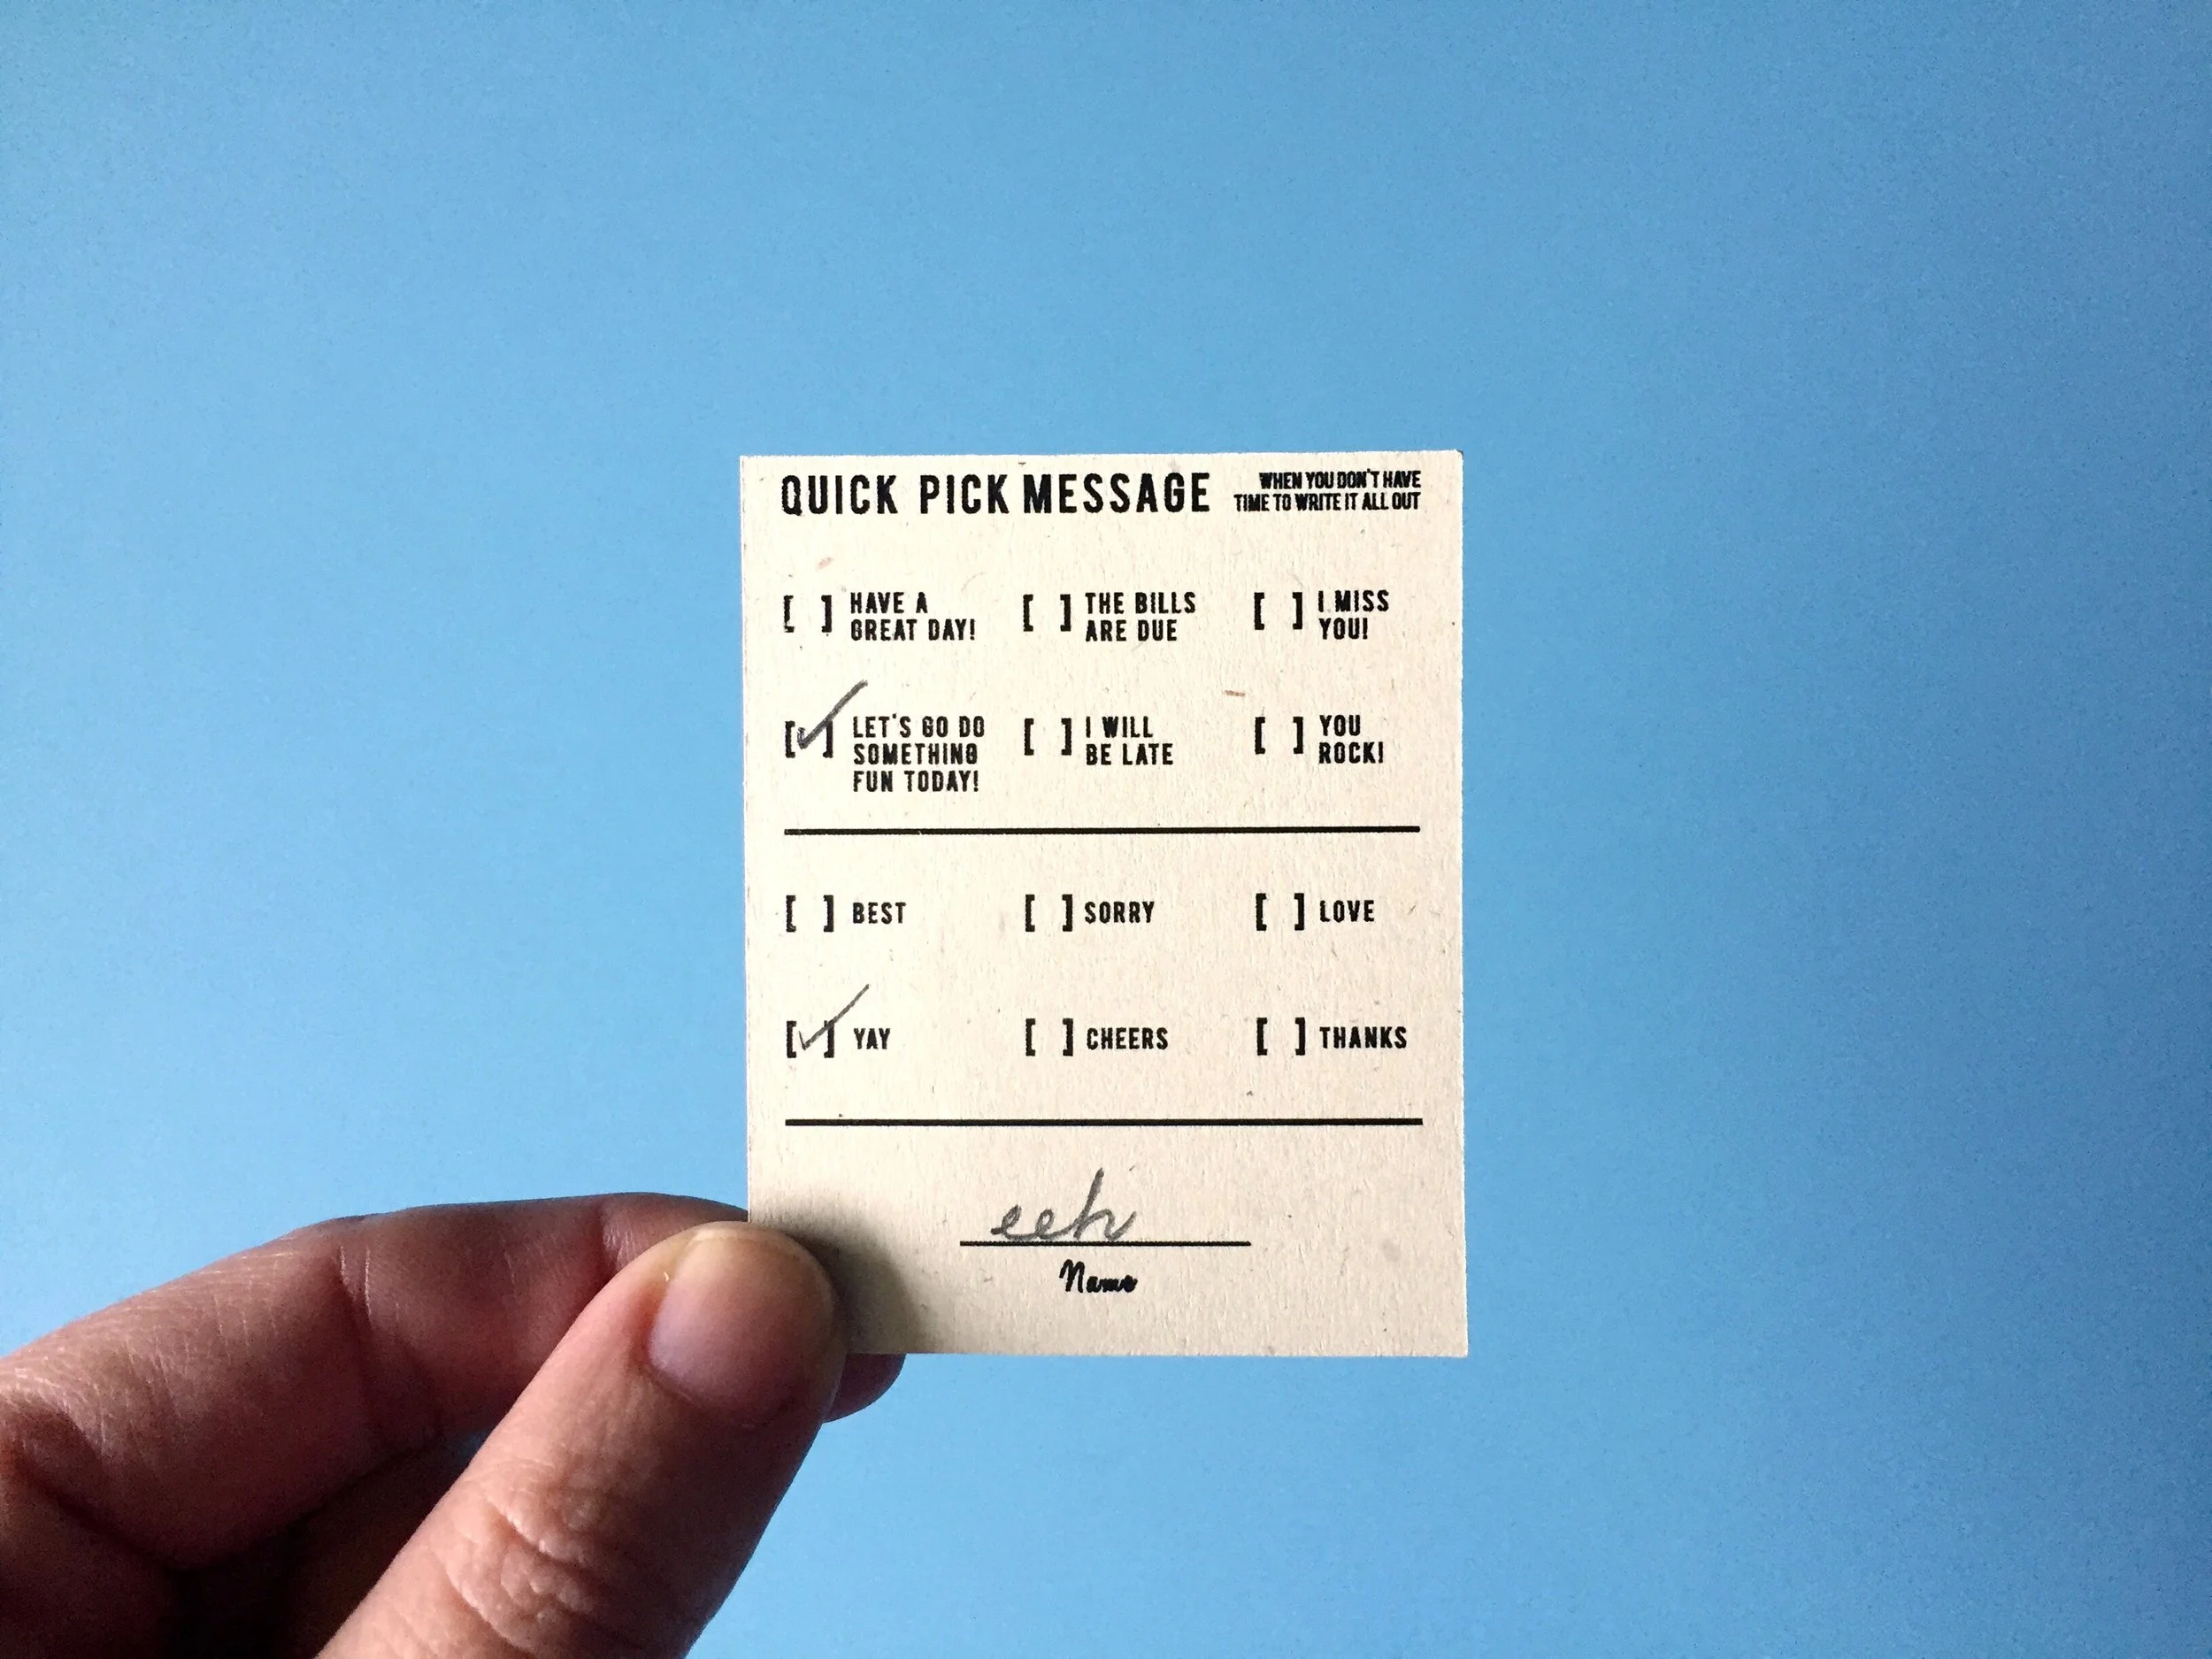 QUICK PICK MESSAGE
WHEN YOU DON'T HAVE
TIME TO WRITE IT ALL OUT
[ ] HAVE A
GREAT DAY!
[ ] THE BILLS
ARE DUE
[ ] I MISS
YOU!
[✓] LET'S GO DO
SOMETHING
FUN TODAY!
[ ] I WILL
BE LATE
[ ] YOU
ROCK!
[ ] BEST
[ ] SORRY
[ ] LOVE
[✓] YAY
[ ] CHEERS
[ ] THANKS
eeh
Name